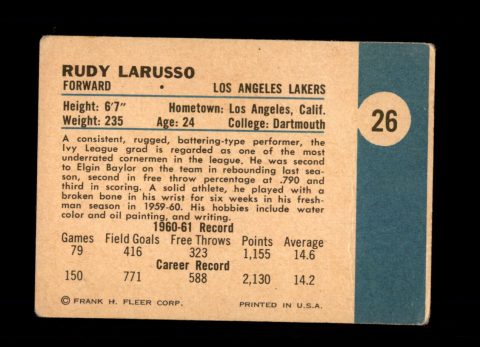 RUDY LARUSSO
FORWARD • LOS ANGELES LAKERS
Height: 6'7" Hometown: Los Angeles, Calif.
Weight: 235 Age: 24 College: Dartmouth
26
A consistent, rugged, battering-type performer, the
Ivy League grad is regarded as one of the most
underrated cornermen in the league. He was second
to Elgin Baylor on the team in rebounding last sea-
son, second in free throw percentage at .790 and
third in scoring. A solid athlete, he played with a
broken bone in his wrist for six weeks in his fresh-
man season in 1959-60. His hobbies include water
color and oil painting, and writing.
1960-61 Record
Games Field Goals Free Throws Points Average
79 416 323 1,155 14.6
Career Record
150 771 588 2,130 14.2
© FRANK H. FLEER CORP. PRINTED IN U.S.A.